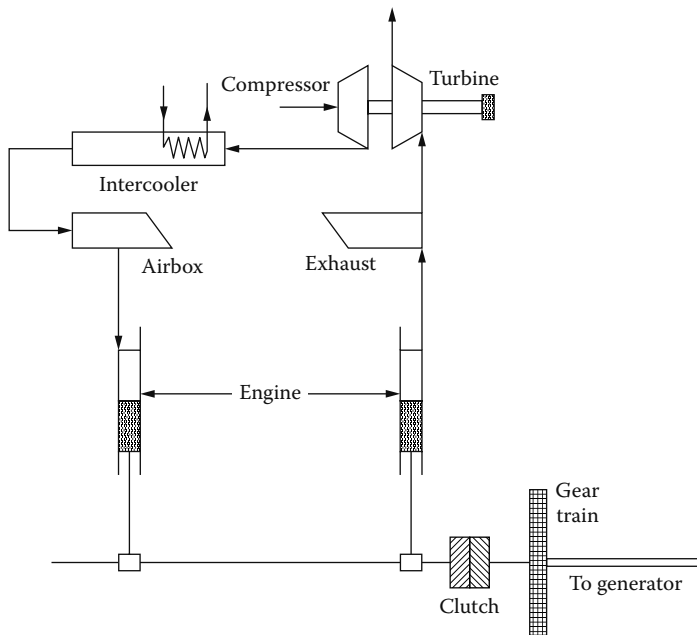 Compressor
Turbine
Intercooler
Airbox
Exhaust
Engine
Gear
train
To generator
Clutch